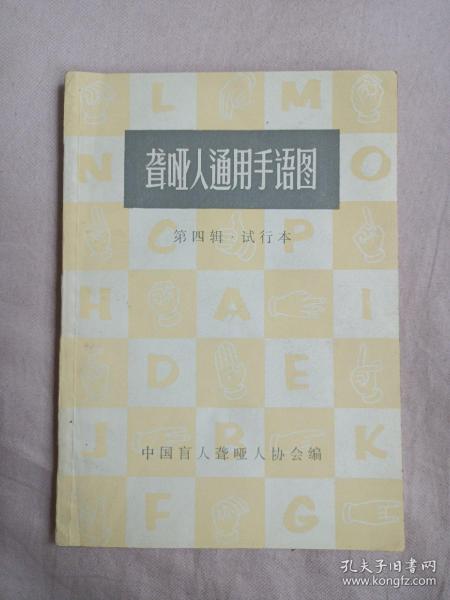 L M
聋哑人通用手语图
N O
第四辑·试行本
C P
H A I
D E
中国盲人聋哑人协会编
J B K
F G
孔夫子旧书网
www.kongfz.com